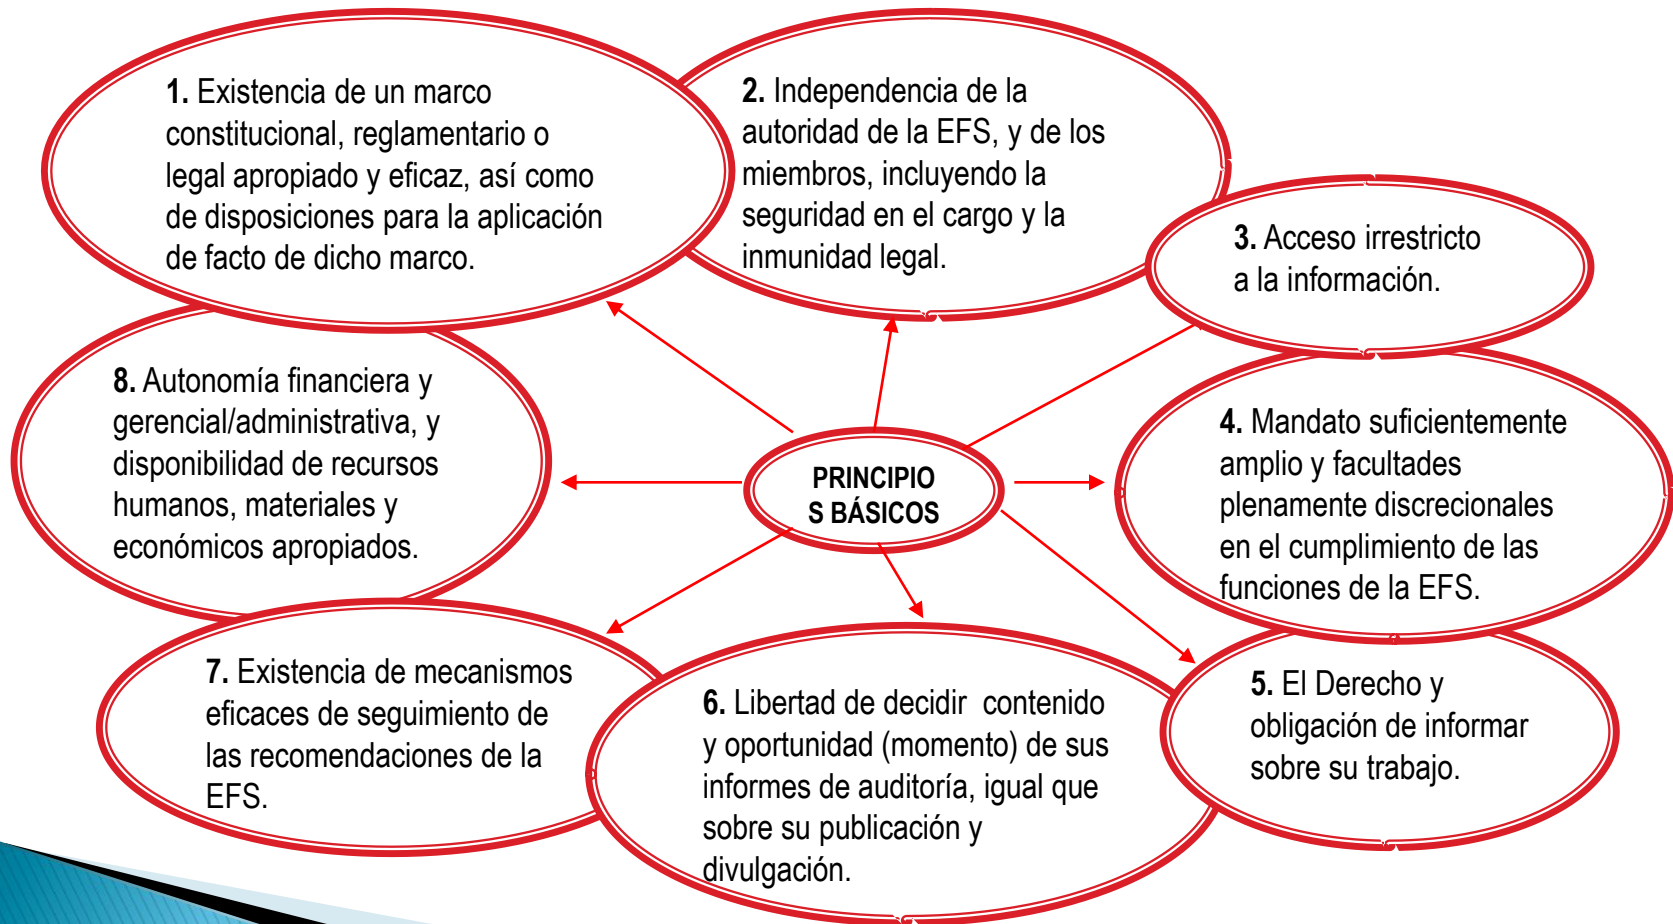 1. Existencia de un marco
constitucional, reglamentario o
legal apropiado y eficaz, así como
de disposiciones para la aplicación
de facto de dicho marco.
2. Independencia de la
autoridad de la EFS, y de los
miembros, incluyendo la
seguridad en el cargo y la
inmunidad legal.
3. Acceso irrestricto
a la información.
4. Mandato suficientemente
amplio y facultades
plenamente discrecionales
en el cumplimiento de las
funciones de la EFS.
5. El Derecho y
obligación de informar
sobre su trabajo.
6. Libertad de decidir  contenido
y oportunidad (momento) de sus
informes de auditoría, igual que
sobre su publicación y
divulgación.
7. Existencia de mecanismos
eficaces de seguimiento de
las recomendaciones de la
EFS.
8. Autonomía financiera y
gerencial/administrativa, y
disponibilidad de recursos
humanos, materiales y
económicos apropiados.
PRINCIPIO
S BÁSICOS